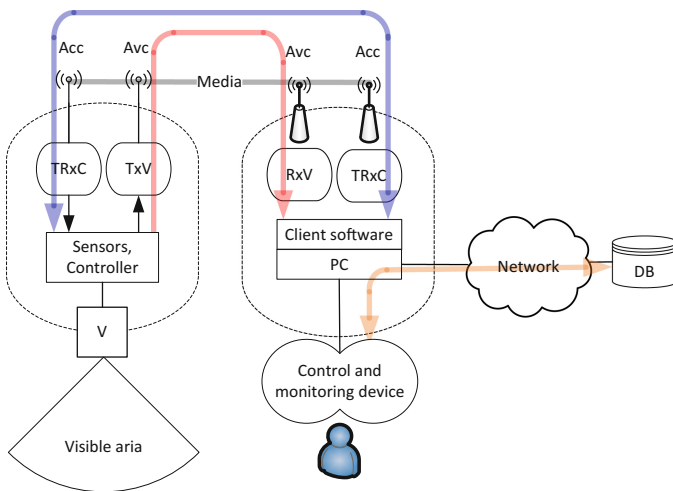 Acc
Avc
Avc
Acc
Media
TRxC
TxV
RxV
TRxC
Sensors,
Controller
Client software
PC
Network
DB
V
Control and
monitoring device
Visible aria